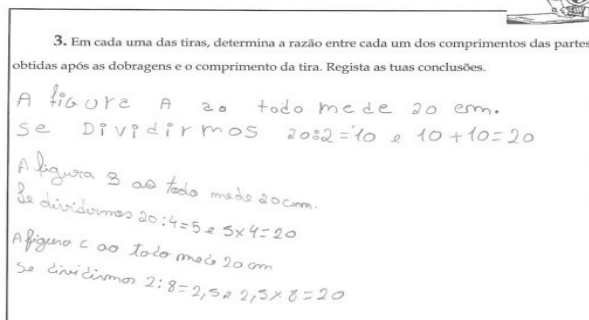 3. Em cada uma das tiras, determina a razão entre cada um dos comprimentos das partes
obtidas após as dobragens e o comprimento da tira. Regista as tuas conclusões.
A figura A ao todo mede 20 cm.
Se Dividirmos 20:2=10 e 10+10=20
A figura B ao todo mede 20cm.
Se dividirmos 20:4=5 e 5x4=20
A figura C ao todo mede 20 cm
Se dividirmos 2:8=2,5 e 2,5x8=20